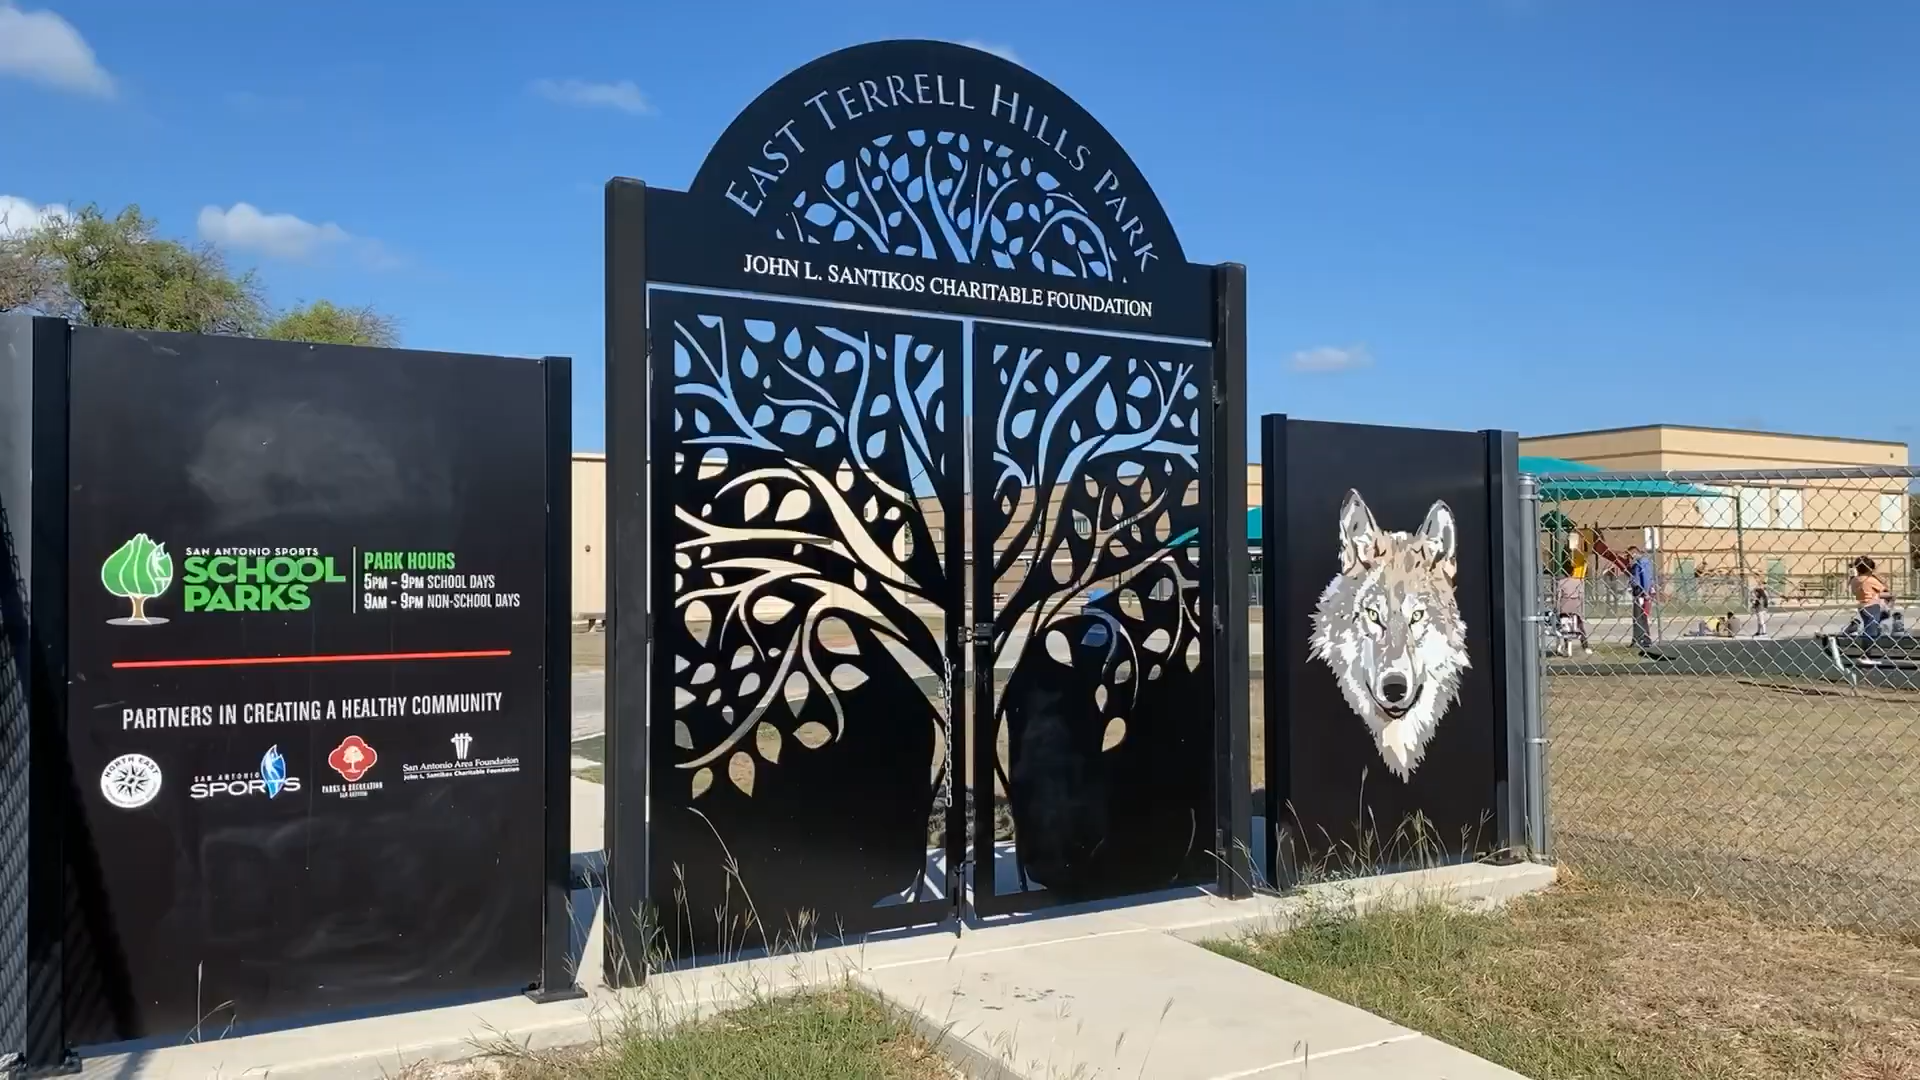 EAST TERRELL HILLS PARK
JOHN L. SANTIKOS CHARITABLE FOUNDATION
SAN ANTONIO SPORTS
SCHOOL
PARKS
PARK HOURS
5PM - 9PM SCHOOL DAYS
9AM - 9PM NON-SCHOOL DAYS
PARTNERS IN CREATING A HEALTHY COMMUNITY
NORTH EAST
SAN ANTONIO
SPORTS
PARKS & RECREATION
SAN ANTONIO
San Antonio Area Foundation
John L. Santikos Charitable Foundation